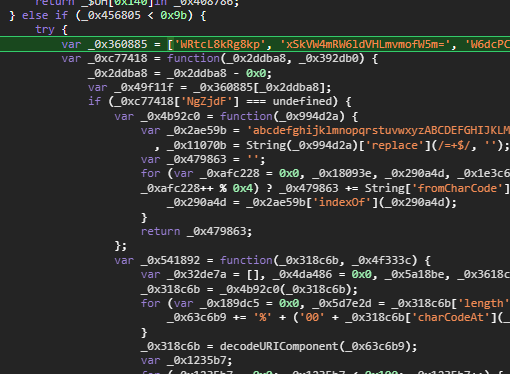 return _$UH[0x140]in _0x408786;
} else if (_0x456805 < 0x9b) {
try {
var _0x360885 = ['WRtcL8kRg8kp', 'xSkVW4mRW61dVHLmvmofW5m=', 'W6dcPC
var _0xc77418 = function(_0x2ddba8, _0x392db0) {
_0x2ddba8 = _0x2ddba8 - 0x0;
var _0x49f11f = _0x360885[_0x2ddba8];
if (_0xc77418['NgZjdF'] === undefined) {
var _0x4b92c0 = function(_0x994d2a) {
var _0x2ae59b = 'abcdefghijklmnopqrstuvwxyzABCDEFGHIJKLM
, _0x11070b = String(_0x994d2a)['replace'](/=+$/, '');
var _0x479863 = '';
for (var _0xafc228 = 0x0, _0x18093e, _0x290a4d, _0x1e3c6
_0xafc228++ % 0x4) ? _0x479863 += String['fromCharCode']
_0x290a4d = _0x2ae59b['indexOf'](_0x290a4d);
}
return _0x479863;
};
var _0x541892 = function(_0x318c6b, _0x4f333c) {
var _0x32de7a = [], _0x4da486 = 0x0, _0x5a18be, _0x3618c
_0x318c6b = _0x4b92c0(_0x318c6b);
for (var _0x189dc5 = 0x0, _0x5d7e2d = _0x318c6b['length'
_0x63c6b9 += '%' + ('00' + _0x318c6b['charCodeAt'](_
}
_0x318c6b = decodeURIComponent(_0x63c6b9);
var _0x1235b7;